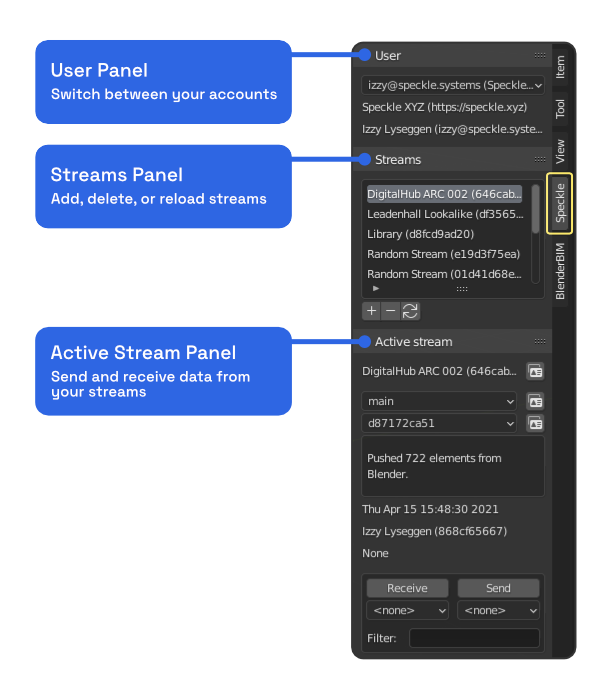 User Panel
Switch between your accounts
Streams Panel
Add, delete, or reload streams
Active Stream Panel
Send and receive data from
your streams
User
izzy@speckle.systems (Speckle...
Speckle XYZ (https://speckle.xyz)
Izzy Lyseggen (izzy@speckle.syste...
Streams
DigitalHub ARC 002 (646cab...
Leadenhall Lookalike (df3565...
Library (d8fcd9ad20)
Random Stream (e19d3f75ea)
Random Stream (01d41d68e...
Active stream
DigitalHub ARC 002 (646cab...
main
d87172ca51
Pushed 722 elements from
Blender.
Thu Apr 15 15:48:30 2021
Izzy Lyseggen (868cf65667)
None
Receive
Send
<none>
<none>
Filter:
Item
Tool
View
Speckle
BlenderBIM